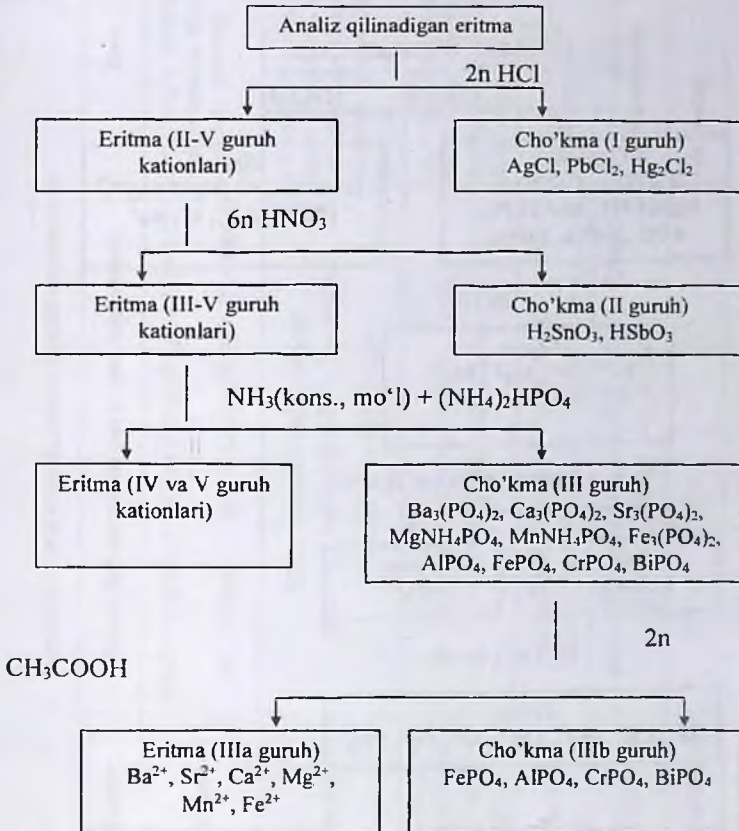 Analiz qilinadigan eritma
2n HCl
Eritma (II-V guruh
kationlari)
Cho'kma (I guruh)
AgCl, PbCl₂, Hg₂Cl₂
6n HNO₃
Eritma (III-V guruh
kationlari)
Cho'kma (II guruh)
H₂SnO₃, HSbO₃
NH₃(kons., mo‘l) + (NH₄)₂HPO₄
Eritma (IV va V guruh
kationlari)
Cho'kma (III guruh)
Ba₃(PO₄)₂, Ca₃(PO₄)₂, Sr₃(PO₄)₂,
MgNH₄PO₄, MnNH₄PO₄, Fe₃(PO₄)₂,
AlPO₄, FePO₄, CrPO₄, BiPO₄
2n
CH₃COOH
Eritma (IIIa guruh)
Ba²⁺, Sr²⁺, Ca²⁺, Mg²⁺,
Mn²⁺, Fe²⁺
Cho'kma (IIIb guruh)
FePO₄, AlPO₄, CrPO₄, BiPO₄